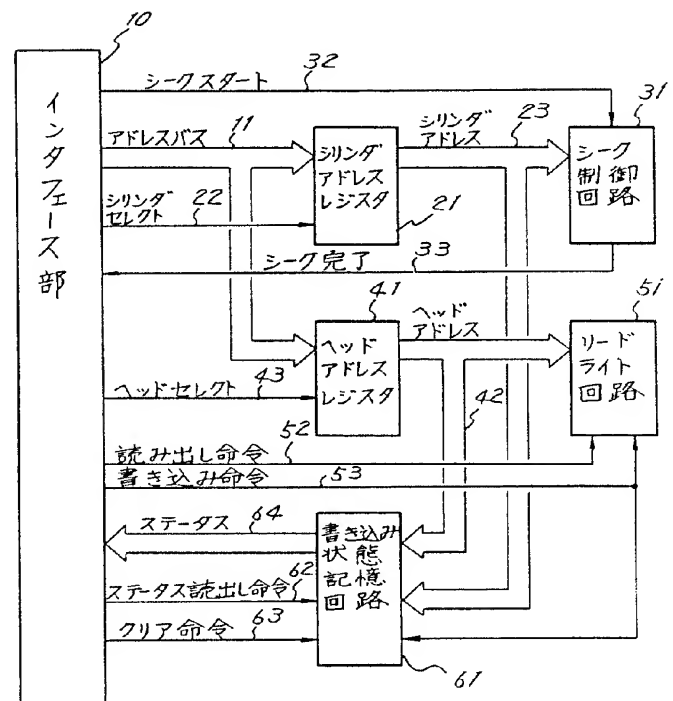 10
インタフェース部
シークスタート
32
31
アドレスバス
11
シリンダ
アドレス
レジスタ
21
シリンダ
アドレス
23
シーク
制御
回路
シリンダ
セレクト
22
シーク完了
33
41
ヘッド
アドレス
レジスタ
ヘッド
アドレス
51
リード
ライト
回路
ヘッドセレクト
43
42
読み出し命令
52
書き込み命令
53
ステータス
64
書き込み
状態
記憶
回路
ステータス読出し命令
62
クリア命令
63
61